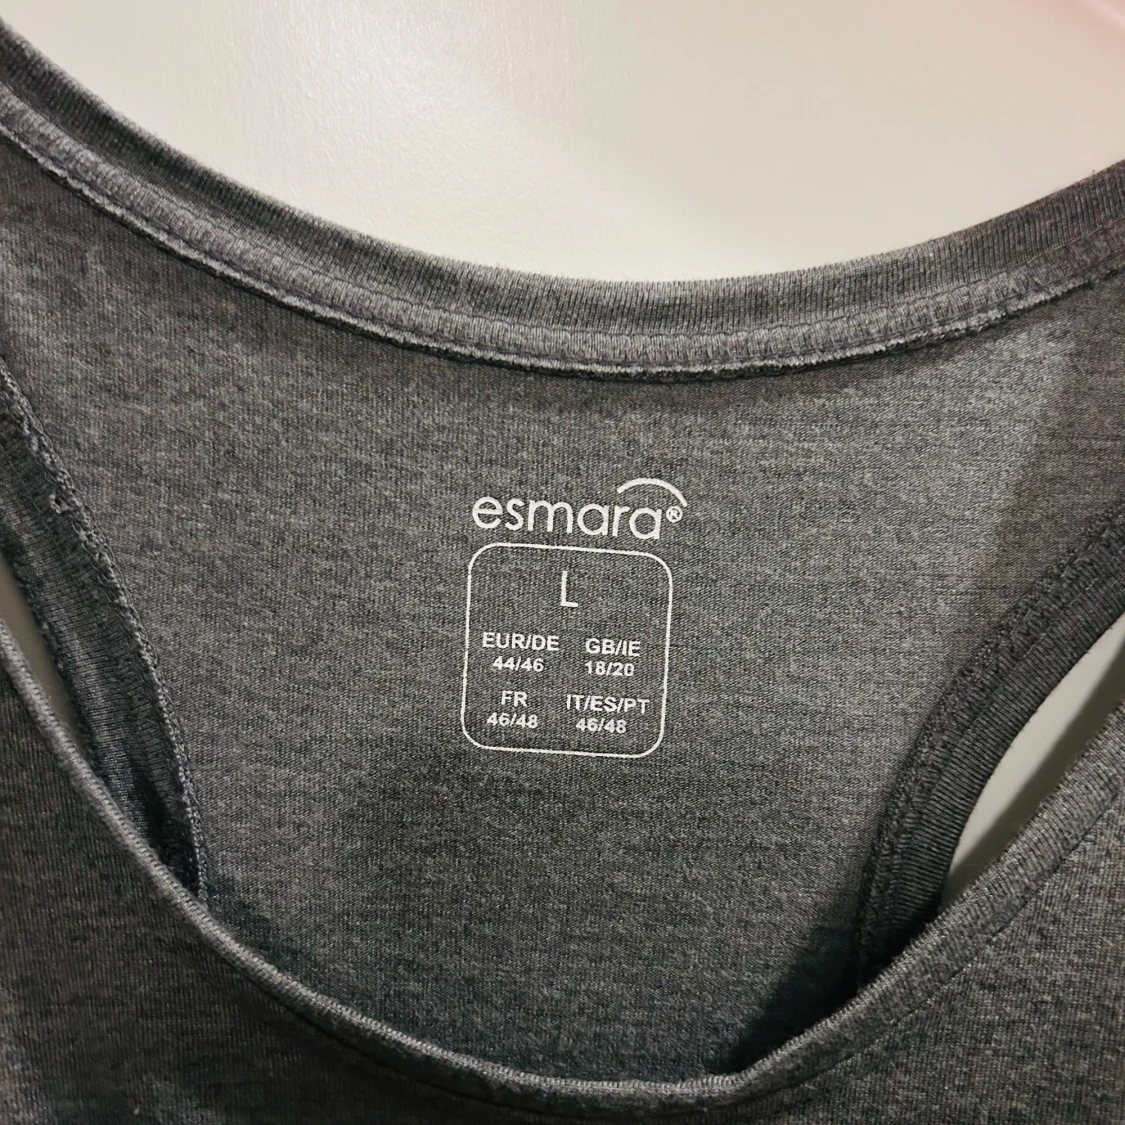 esmara®
L
EUR/DE GB/IE
44/46 18/20
FR IT/ES/PT
46/48 46/48